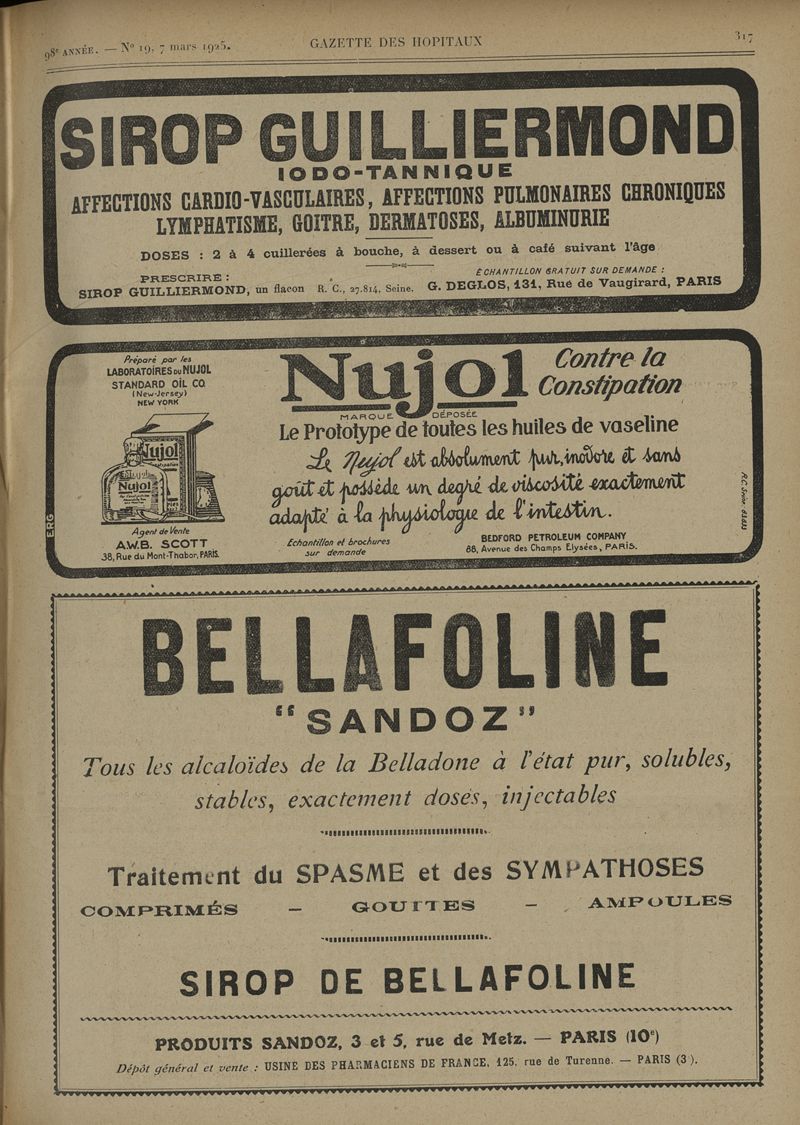 98e ANNÉE. — No 19, 7 mars 1925.
GAZETTE DES HOPITAUX
317
SIROP GUILLIERMOND
IODO-TANNIQUE
AFFECTIONS CARDIO-VASCULAIRES, AFFECTIONS PULMONAIRES CHRONIQUES
LYMPHATISME, GOITRE, DERMATOSES, ALBUMINURIE
DOSES : 2 à 4 cuillerées à bouche, à dessert ou à café suivant l'âge
PRESCRIRE :
SIROP GUILLIERMOND, un flacon R. C., 27.814, Seine.
ÉCHANTILLON GRATUIT SUR DEMANDE :
G. DEGLOS, 131, Rue de Vaugirard, PARIS
Préparé par les
LABORATOIRES DU NUJOL
STANDARD OIL CO
(New-Jersey)
NEW YORK
Nujol
Nujol
Agent de Vente
A.W.B. SCOTT
38, Rue du Mont-Thabor, PARIS.
ERG
Nujol
MARQUE DÉPOSÉE
Contre la
Constipation
Le Prototype de toutes les huiles de vaseline
Le Nujol est absolument pur, inodore et sans
goût et possède un degré de viscosité exactement
adapté à la physiologie de l'intestin.
Échantillon et brochures
sur demande
BEDFORD PETROLEUM COMPANY
88, Avenue des Champs Elysées, PARIS.
BELLAFOLINE
"SANDOZ"
Tous les alcaloïdes de la Belladone à l'état pur, solubles,
stables, exactement dosés, injectables
Traitement du SPASME et des SYMPATHOSES
COMPRIMÉS — GOUTTES — AMPOULES
SIROP DE BELLAFOLINE
PRODUITS SANDOZ, 3 et 5, rue de Metz. — PARIS (10e)
Dépôt général et vente : USINE DES PHARMACIENS DE FRANCE, 125, rue de Turenne. — PARIS (3 ).